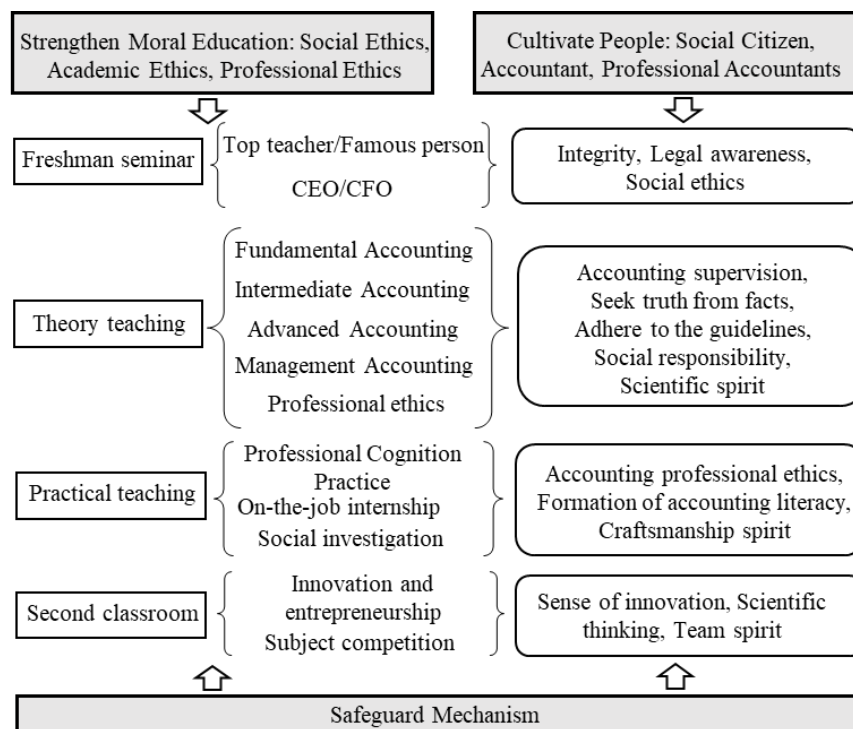 Strengthen Moral Education: Social Ethics,
Academic Ethics, Professional Ethics
Cultivate People: Social Citizen,
Accountant, Professional Accountants
Freshman seminar
Top teacher/Famous person
CEO/CFO
Integrity, Legal awareness,
Social ethics
Theory teaching
Fundamental Accounting
Intermediate Accounting
Advanced Accounting
Management Accounting
Professional ethics
Accounting supervision,
Seek truth from facts,
Adhere to the guidelines,
Social responsibility,
Scientific spirit
Practical teaching
Professional Cognition
Practice
On-the-job internship
Social investigation
Accounting professional ethics,
Formation of accounting literacy,
Craftsmanship spirit
Second classroom
Innovation and
entrepreneurship
Subject competition
Sense of innovation, Scientific
thinking, Team spirit
Safeguard Mechanism